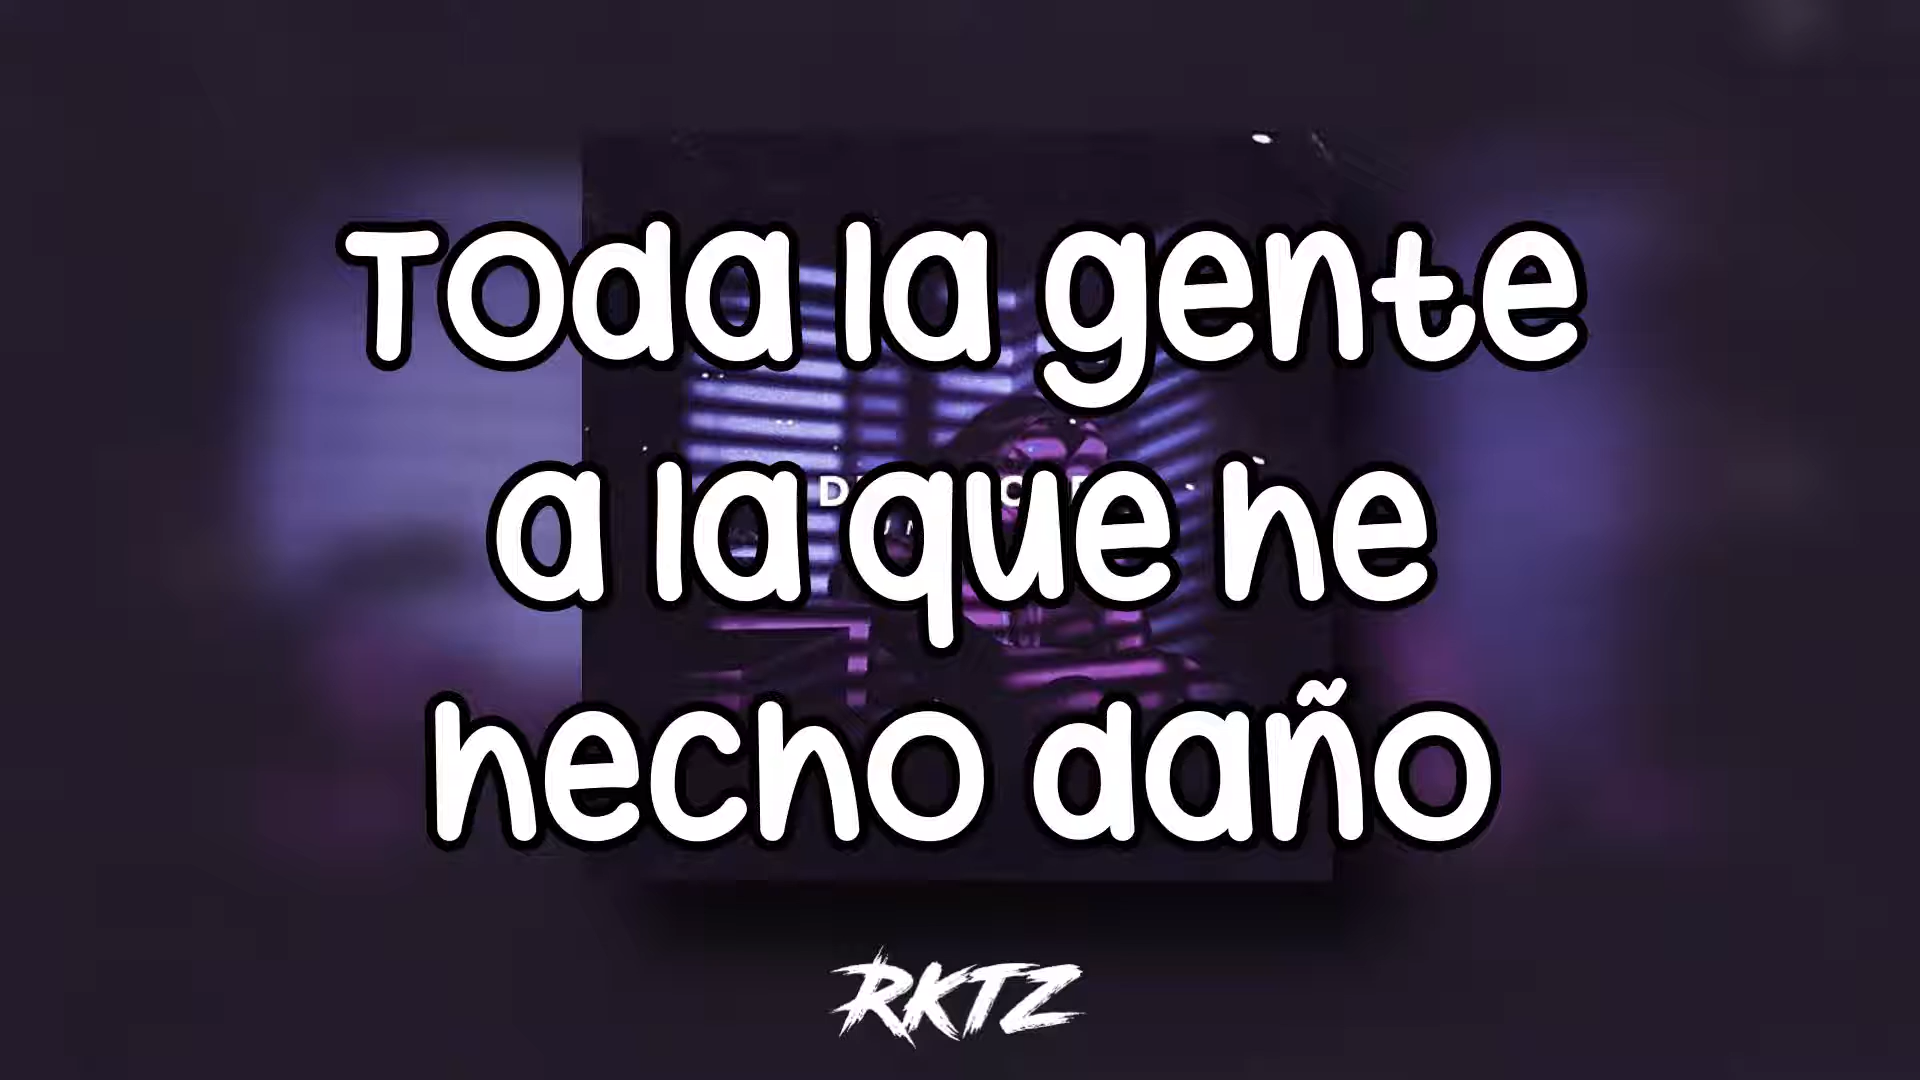 Toda la gente
a la que he
hecho daño
RKTZ